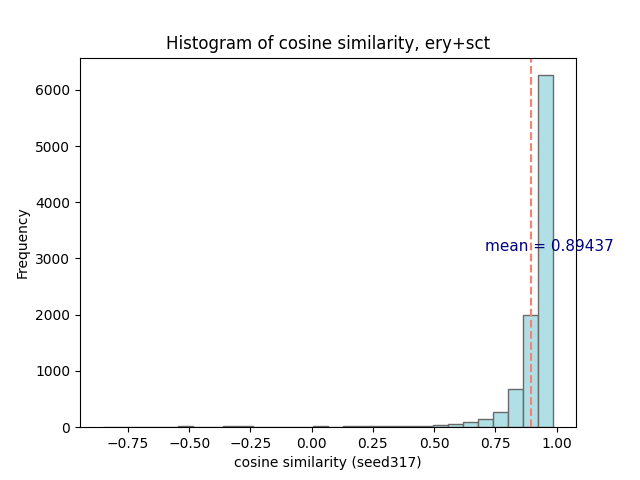 Histogram of cosine similarity, ery+sct
Frequency
6000
5000
4000
3000
2000
1000
0
mean = 0.89437
−0.75 −0.50 −0.25 0.00 0.25 0.50 0.75 1.00
cosine similarity (seed317)